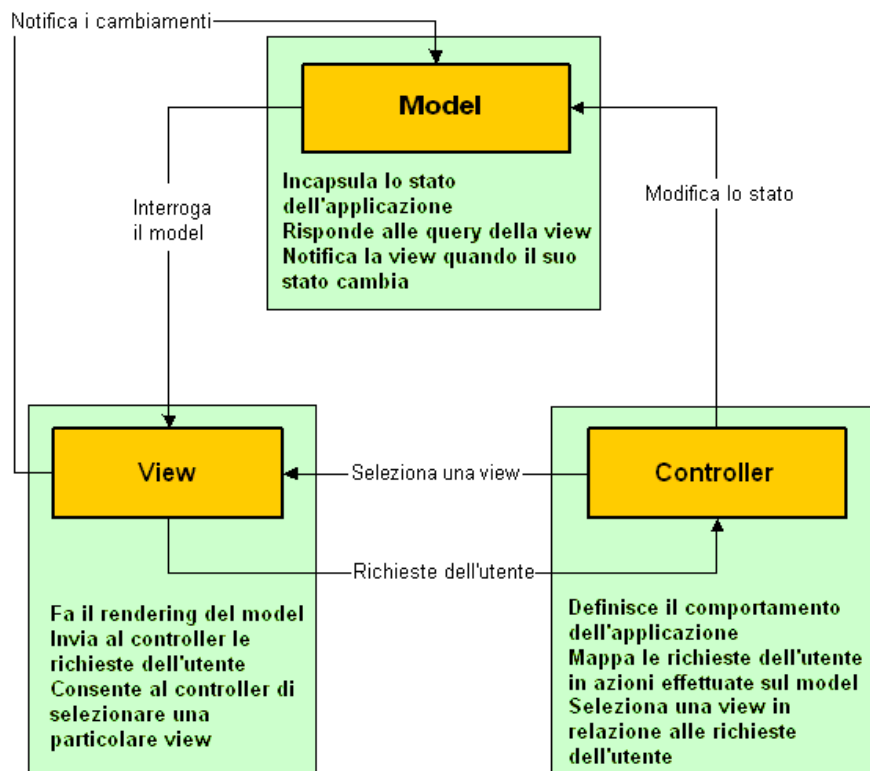 Notifica i cambiamenti
Model
Incapsula lo stato
dell'applicazione
Risponde alle query della view
Notifica la view quando il suo
stato cambia
Interroga
il model
Modifica lo stato
View
Seleziona una view
Controller
Richieste dell'utente
Fa il rendering del model
Invia al controller le
richieste dell'utente
Consente al controller di
selezionare una
particolare view
Definisce il comportamento
dell'applicazione
Mappa le richieste dell'utente
in azioni effettuate sul model
Seleziona una view in
relazione alle richieste
dell'utente